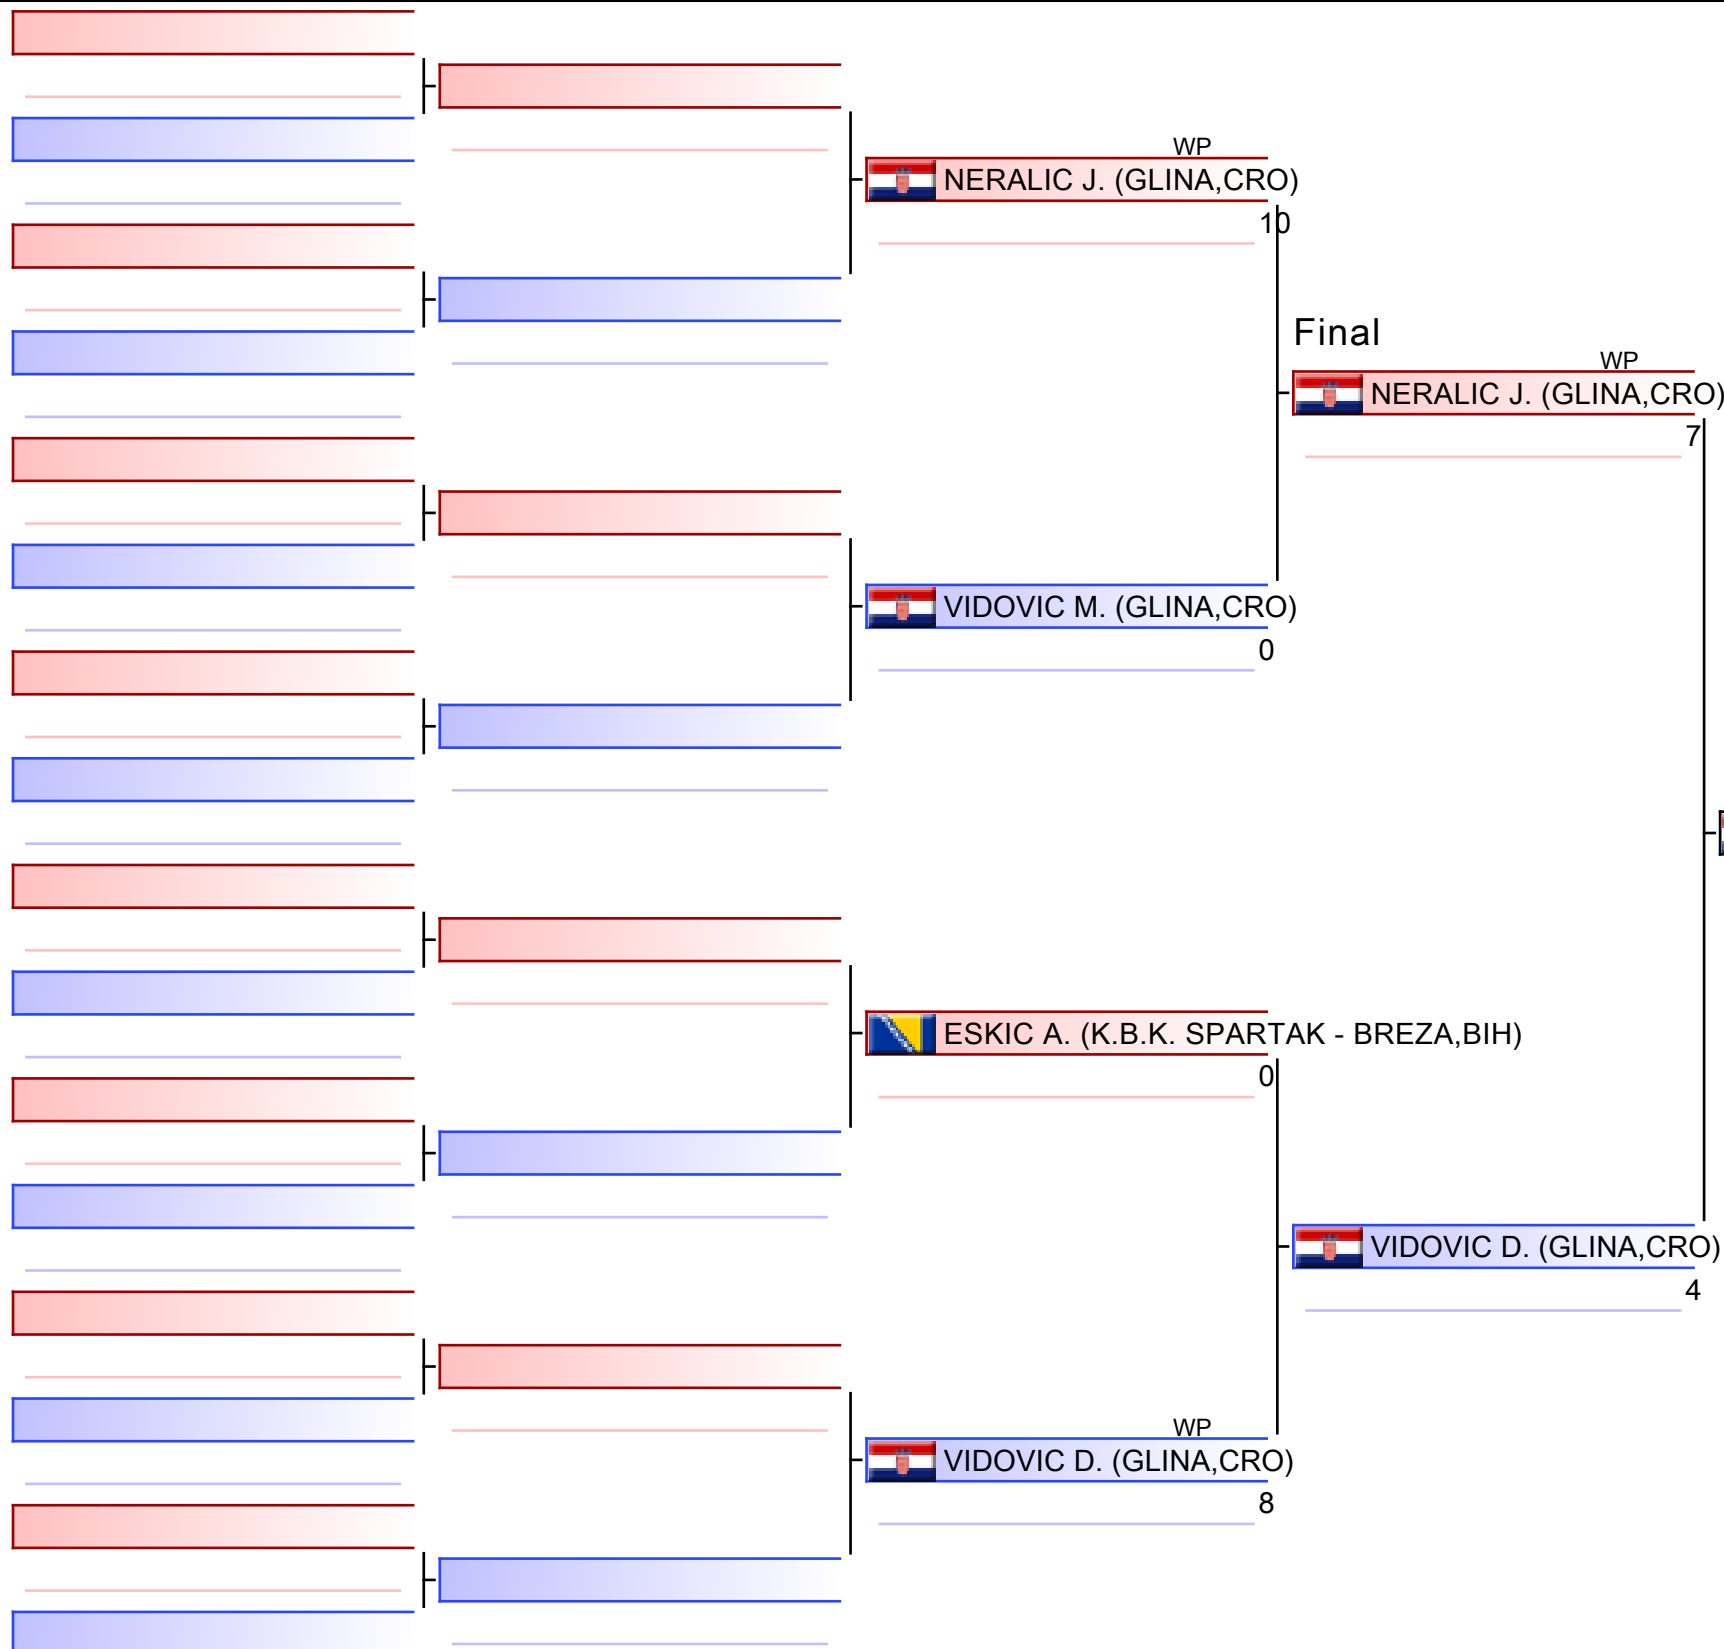 WP
NERALIC J. (GLINA,CRO)
10
Final
WP
NERALIC J. (GLINA,CRO)
7
VIDOVIC M. (GLINA,CRO)
0
ESKIC A. (K.B.K. SPARTAK - BREZA,BIH)
0
VIDOVIC D. (GLINA,CRO)
4
WP
VIDOVIC D. (GLINA,CRO)
8